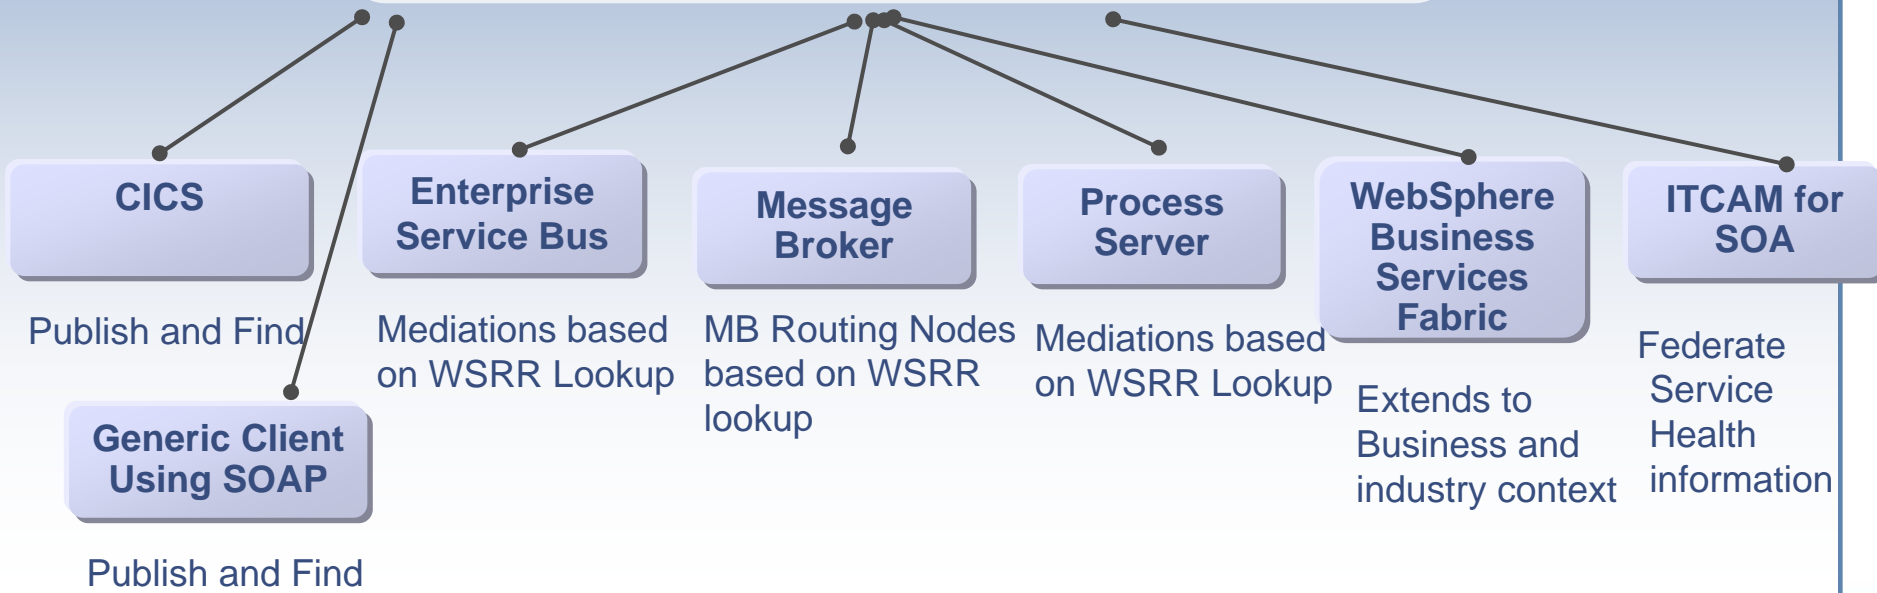 CICS
Publish and Find
Generic Client
Using SOAP
Publish and Find
Enterprise
Service Bus
Mediations based
on WSRR Lookup
Message
Broker
MB Routing Nodes
based on WSRR
lookup
Process
Server
Mediations based
on WSRR Lookup
WebSphere
Business
Services
Fabric
Extends to
Business and
industry context
ITCAM for
SOA
Federate
Service
Health
information